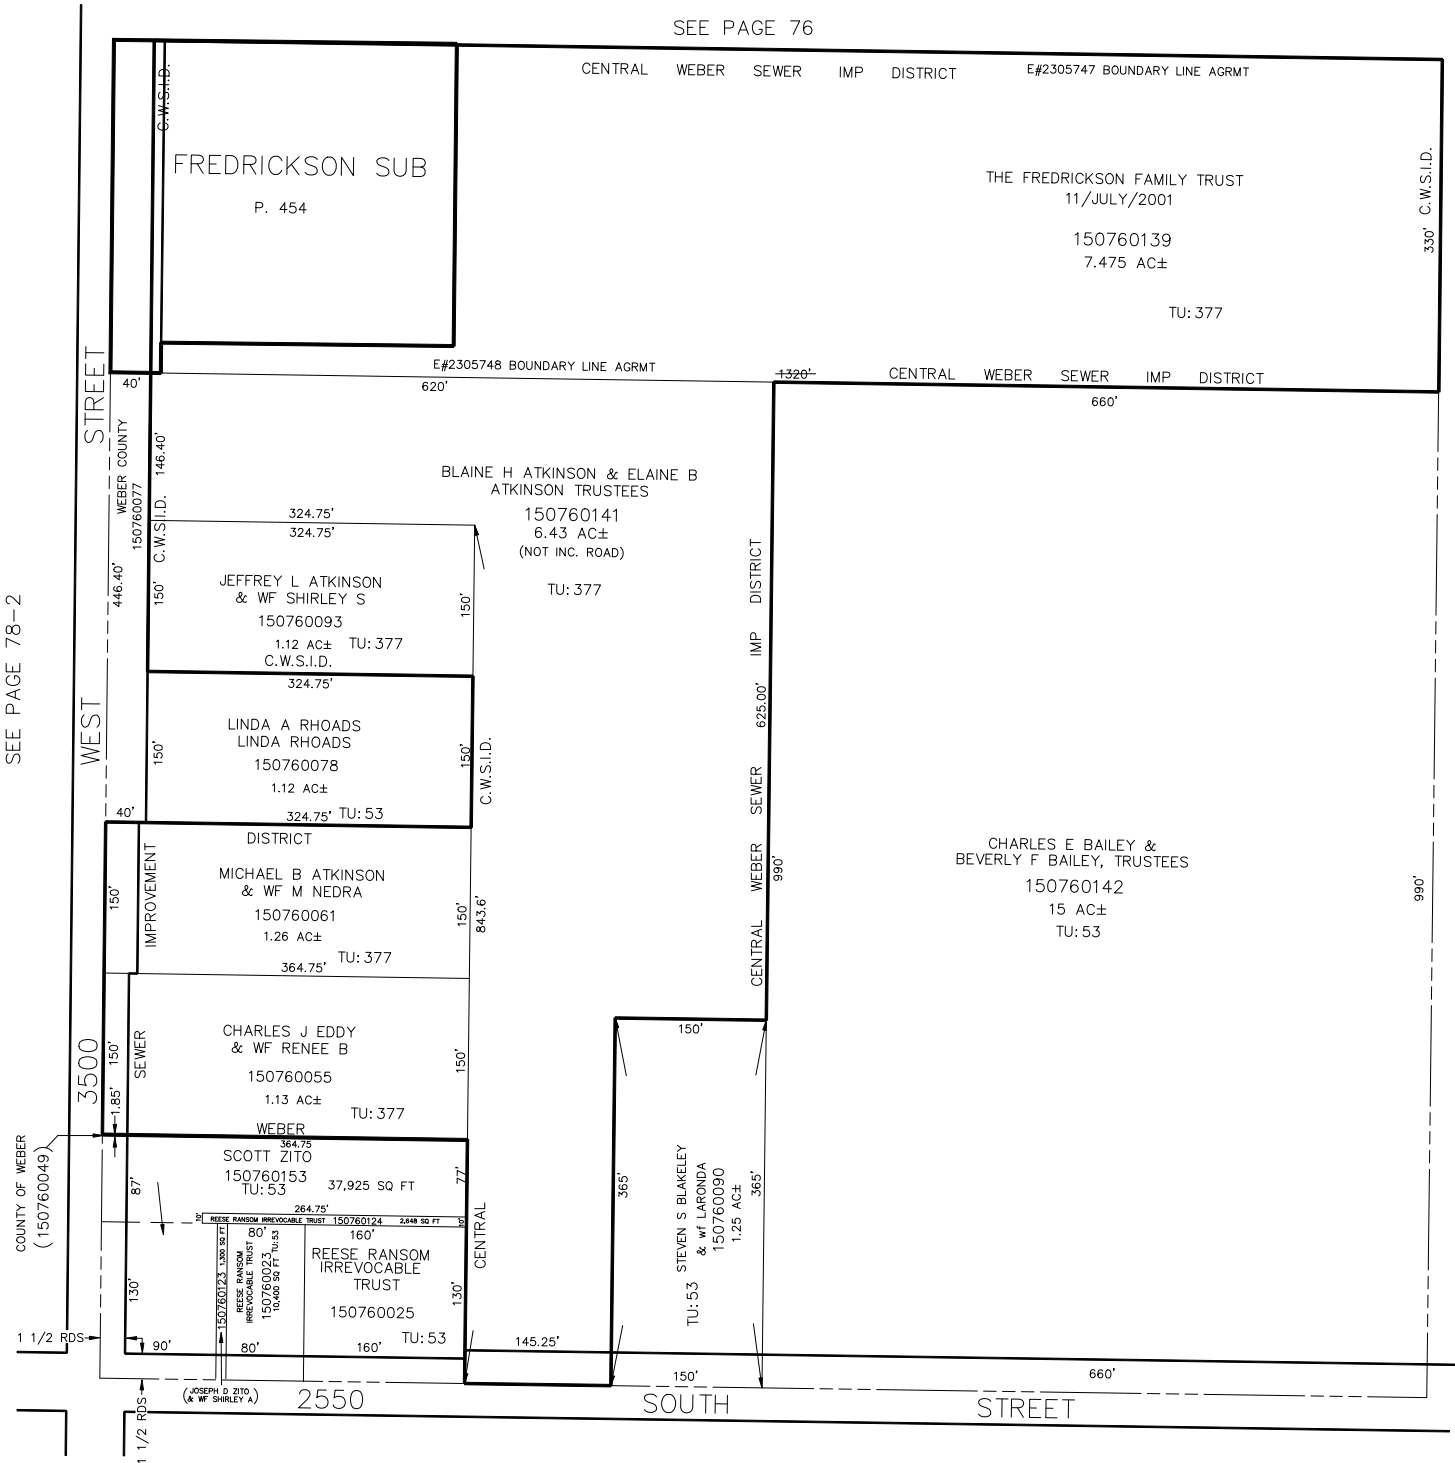 SEE PAGE 76
CENTRAL WEBER SEWER IMP DISTRICT
E#2305747 BOUNDARY LINE AGRMT
C.W.S.I.D.
FREDRICKSON SUB
P. 454
THE FREDRICKSON FAMILY TRUST
11/JULY/2001
150760139
7.475 AC±
TU: 377
330' C.W.S.I.D.
E#2305748 BOUNDARY LINE AGRMT
40'
620'
1320'
CENTRAL WEBER SEWER IMP DISTRICT
660'
SEE PAGE 78-2
3500 WEST STREET
WEBER COUNTY
150760077
446.40'
146.40'
C.W.S.I.D.
BLAINE H ATKINSON & ELAINE B
ATKINSON TRUSTEES
150760141
6.43 AC±
(NOT INC. ROAD)
TU: 377
324.75'
324.75'
JEFFREY L ATKINSON
& WF SHIRLEY S
150760093
1.12 AC± TU: 377
C.W.S.I.D.
150'
150'
324.75'
LINDA A RHOADS
LINDA RHOADS
150760078
1.12 AC±
324.75' TU: 53
150'
150'
C.W.S.I.D.
40'
DISTRICT
MICHAEL B ATKINSON
& WF M NEDRA
150760061
1.26 AC±
TU: 377
364.75'
150'
IMPROVEMENT
150'
843.6'
CHARLES J EDDY
& WF RENEE B
150760055
1.13 AC±
TU: 377
WEBER
150'
SEWER
150'
1.85'
CENTRAL WEBER SEWER IMP DISTRICT
625.00'
990'
CHARLES E BAILEY &
BEVERLY F BAILEY, TRUSTEES
150760142
15 AC±
TU: 53
990'
COUNTY OF WEBER
(150760049)
364.75
SCOTT ZITO
150760153
TU: 53 37,925 SQ FT
87'
77'
264.75'
10'
REESE RANSOM IRREVOCABLE TRUST 150760124 2,648 SQ FT
10'
80'
160'
150760123 1,300 SQ FT
REESE RANSOM
IRREVOCABLE TRUST
150760023
10,400 SQ FT TU: 53
REESE RANSOM
IRREVOCABLE
TRUST
150760025
TU: 53
130'
130'
CENTRAL
150'
365'
TU: 53 STEVEN S BLAKELEY
& wf LARONDA
150760090
1.25 AC±
365'
1 1/2 RDS
90'
80'
160'
145.25'
150'
660'
(JOSEPH D ZITO
& WF SHIRLEY A)
1 1/2 RDS
2550 SOUTH STREET